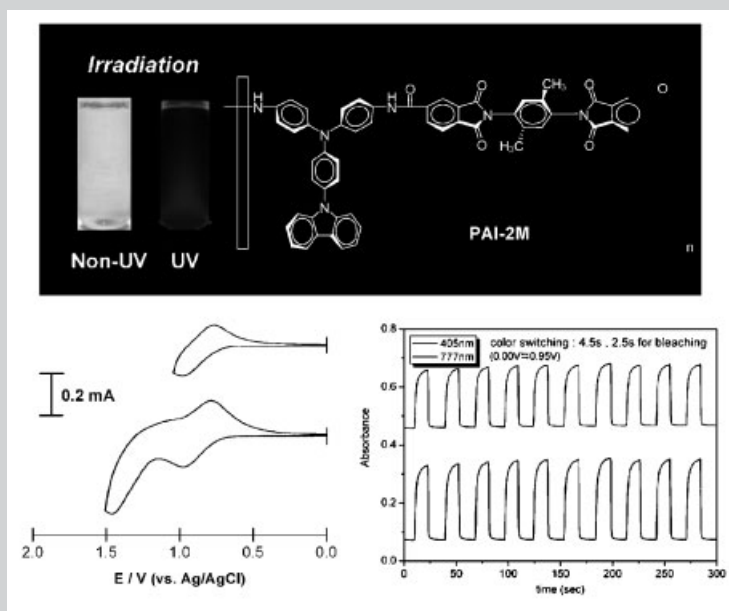 Irradiation
Non-UV UV
H
N
N
N
H
N
O
O
N
O
CH₃
H₃C
O
N
O
O
PAI-2M
n
0.2 mA
2.0 1.5 1.0 0.5 0.0
E / V (vs. Ag/AgCl)
0.8
0.6
0.4
0.2
0.0
Absorbance
405nm
777nm
color switching : 4.5s , 2.5s for bleaching
(0.00V≒0.95V)
0 50 100 150 200 250 300
time (sec)